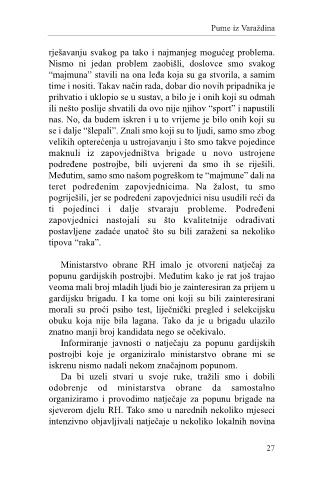 Pume iz Varaždina
rješavanju svakog pa tako i najmanjeg mogućeg problema.
Nismo ni jedan problem zaobišli, doslovce smo svakog
“majmuna” stavili na ona leđa koja su ga stvorila, a samim
time i nositi. Takav način rada, dobar dio novih pripadnika je
prihvatio i uklopio se u sustav, a bilo je i onih koji su odmah
ili nešto poslije shvatili da ovo nije njihov “sport” i napustili
nas. No, da budem iskren i u to vrijeme je bilo onih koji su
se i dalje “šlepali”. Znali smo koji su to ljudi, samo smo zbog
velikih opterećenja u ustrojavanju i što smo takve pojedince
maknuli iz zapovjedništva brigade u novo ustrojene
podređene postrojbe, bili uvjereni da smo ih se riješili.
Međutim, samo smo našom pogreškom te “majmune” dali na
teret podređenim zapovjednicima. Na žalost, tu smo
pogriješili, jer se podređeni zapovjednici nisu usudili reći da
ti pojedinci i dalje stvaraju probleme. Podređeni
zapovjednici nastojali su što kvalitetnije odrađivati
postavljene zadaće unatoč što su bili zaraženi sa nekoliko
tipova “raka”.
Ministarstvo obrane RH imalo je otvoreni natječaj za
popunu gardijskih postrojbi. Međutim kako je rat još trajao
veoma mali broj mladih ljudi bio je zainteresiran za prijem u
gardijsku brigadu. I ka tome oni koji su bili zainteresirani
morali su proći psiho test, liječnički pregled i selekcijsku
obuku koja nije bila lagana. Tako da je u brigadu ulazilo
znatno manji broj kandidata nego se očekivalo.
Informiranje javnosti o natječaju za popunu gardijskih
postrojbi koje je organiziralo ministarstvo obrane mi se
iskrenu nismo nadali nekom značajnom popunom.
Da bi uzeli stvari u svoje ruke, tražili smo i dobili
odobrenje od ministarstva obrane da samostalno
organiziramo i provodimo natječaje za popunu brigade na
sjevernom djelu RH. Tako smo u narednih nekoliko mjeseci
intenzivno objavljivali natječaje u nekoliko lokalnih novina
27